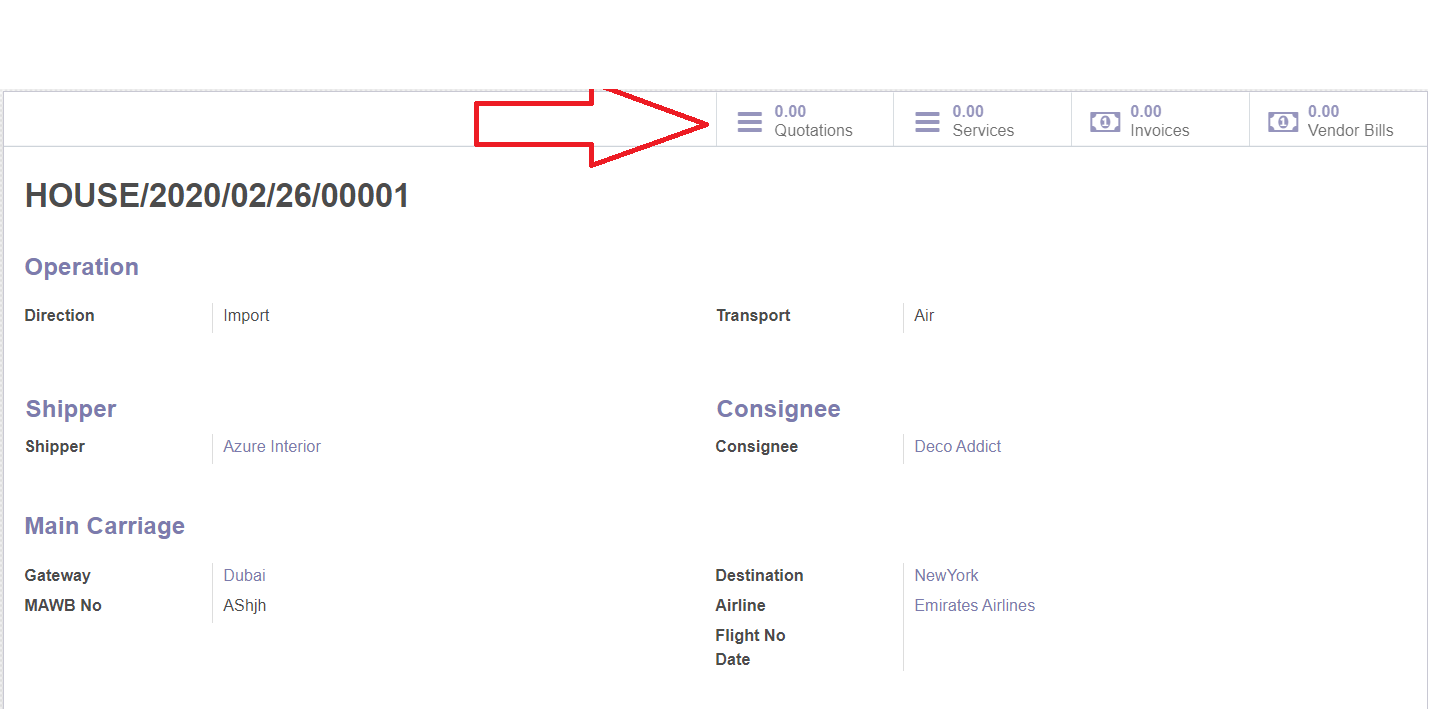 0.00 0.00 0.00 0.00
Quotations Services Invoices Vendor Bills
HOUSE/2020/02/26/00001
Operation
Direction Import Transport Air
Shipper Consignee
Shipper Azure Interior Consignee Deco Addict
Main Carriage
Gateway Dubai Destination NewYork
MAWB No AShjh Airline Emirates Airlines
Flight No
Date